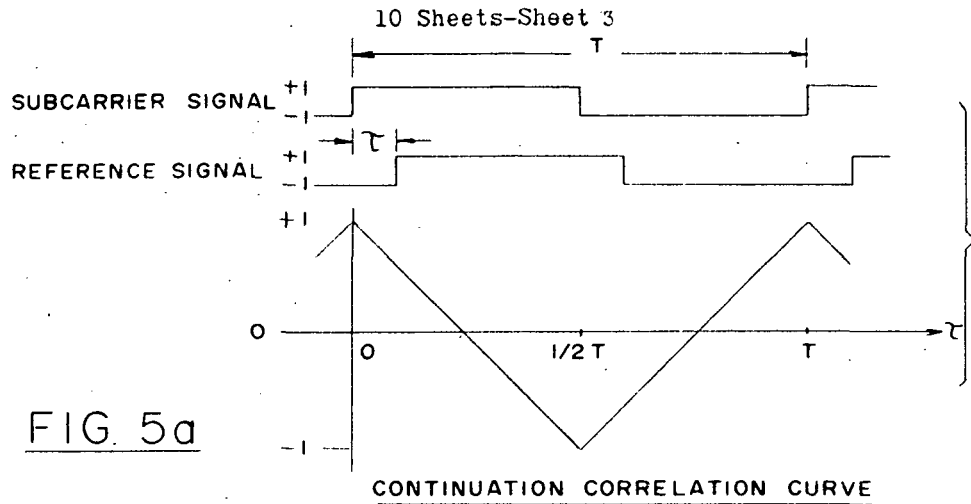 10 Sheets-Sheet 3
T
SUBCARRIER SIGNAL +1
-1
τ
REFERENCE SIGNAL +1
-1
+1
0
0 1/2 T T τ
-1
FIG. 5a
CONTINUATION CORRELATION CURVE